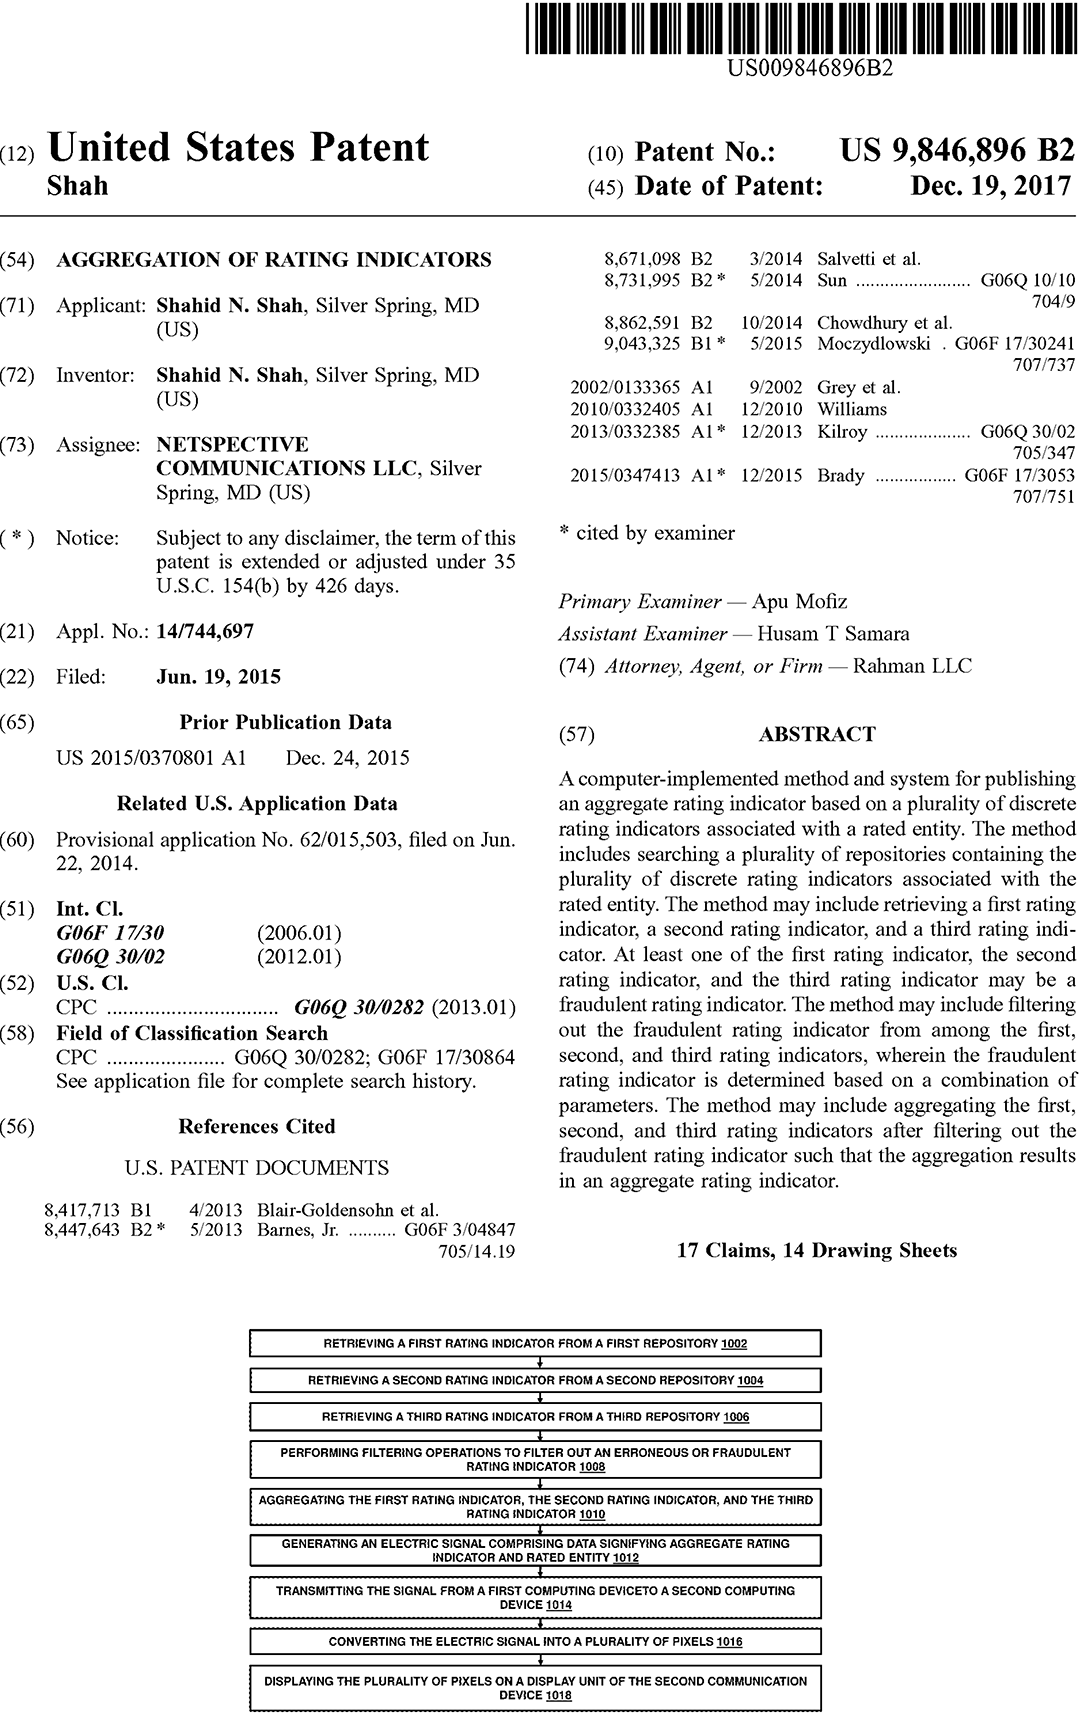 US009846896B2
(12) United States Patent
Shah
(10) Patent No.: US 9,846,896 B2
(45) Date of Patent: Dec. 19, 2017
(54) AGGREGATION OF RATING INDICATORS
(71) Applicant: Shahid N. Shah, Silver Spring, MD
(US)
(72) Inventor: Shahid N. Shah, Silver Spring, MD
(US)
(73) Assignee: NETSPECTIVE
COMMUNICATIONS LLC, Silver
Spring, MD (US)
( * ) Notice: Subject to any disclaimer, the term of this
patent is extended or adjusted under 35
U.S.C. 154(b) by 426 days.
(21) Appl. No.: 14/744,697
(22) Filed: Jun. 19, 2015
(65) Prior Publication Data
US 2015/0370801 A1 Dec. 24, 2015
Related U.S. Application Data
(60) Provisional application No. 62/015,503, filed on Jun.
22, 2014.
(51) Int. Cl.
G06F 17/30 (2006.01)
G06Q 30/02 (2012.01)
(52) U.S. Cl.
CPC ............................... G06Q 30/0282 (2013.01)
(58) Field of Classification Search
CPC ...................... G06Q 30/0282; G06F 17/30864
See application file for complete search history.
(56) References Cited
U.S. PATENT DOCUMENTS
8,417,713 B1 4/2013 Blair-Goldensohn et al.
8,447,643 B2 * 5/2013 Barnes, Jr. .......... G06F 3/04847
705/14.19
8,671,098 B2 3/2014 Salvetti et al.
8,731,995 B2 * 5/2014 Sun ........................ G06Q 10/10
704/9
8,862,591 B2 10/2014 Chowdhury et al.
9,043,325 B1 * 5/2015 Moczydlowski . G06F 17/30241
707/737
2002/0133365 A1 9/2002 Grey et al.
2010/0332405 A1 12/2010 Williams
2013/0332385 A1 * 12/2013 Kilroy .................... G06Q 30/02
705/347
2015/0347413 A1 * 12/2015 Brady ................. G06F 17/3053
707/751
* cited by examiner
Primary Examiner — Apu Mofiz
Assistant Examiner — Husam T Samara
(74) Attorney, Agent, or Firm — Rahman LLC
(57) ABSTRACT
A computer-implemented method and system for publishing
an aggregate rating indicator based on a plurality of discrete
rating indicators associated with a rated entity. The method
includes searching a plurality of repositories containing the
plurality of discrete rating indicators associated with the
rated entity. The method may include retrieving a first rating
indicator, a second rating indicator, and a third rating indi-
cator. At least one of the first rating indicator, the second
rating indicator, and the third rating indicator may be a
fraudulent rating indicator. The method may include filtering
out the fraudulent rating indicator from among the first,
second, and third rating indicators, wherein the fraudulent
rating indicator is determined based on a combination of
parameters. The method may include aggregating the first,
second, and third rating indicators after filtering out the
fraudulent rating indicator such that the aggregation results
in an aggregate rating indicator.
17 Claims, 14 Drawing Sheets
RETRIEVING A FIRST RATING INDICATOR FROM A FIRST REPOSITORY 1002
RETRIEVING A SECOND RATING INDICATOR FROM A SECOND REPOSITORY 1004
RETRIEVING A THIRD RATING INDICATOR FROM A THIRD REPOSITORY 1006
PERFORMING FILTERING OPERATIONS TO FILTER OUT AN ERRONEOUS OR FRAUDULENT
RATING INDICATOR 1008
AGGREGATING THE FIRST RATING INDICATOR, THE SECOND RATING INDICATOR, AND THE THIRD
RATING INDICATOR 1010
GENERATING AN ELECTRIC SIGNAL COMPRISING DATA SIGNIFYING AGGREGATE RATING
INDICATOR AND RATED ENTITY 1012
TRANSMITTING THE SIGNAL FROM A FIRST COMPUTING DEVICETO A SECOND COMPUTING
DEVICE 1014
CONVERTING THE ELECTRIC SIGNAL INTO A PLURALITY OF PIXELS 1016
DISPLAYING THE PLURALITY OF PIXELS ON A DISPLAY UNIT OF THE SECOND COMMUNICATION
DEVICE 1018